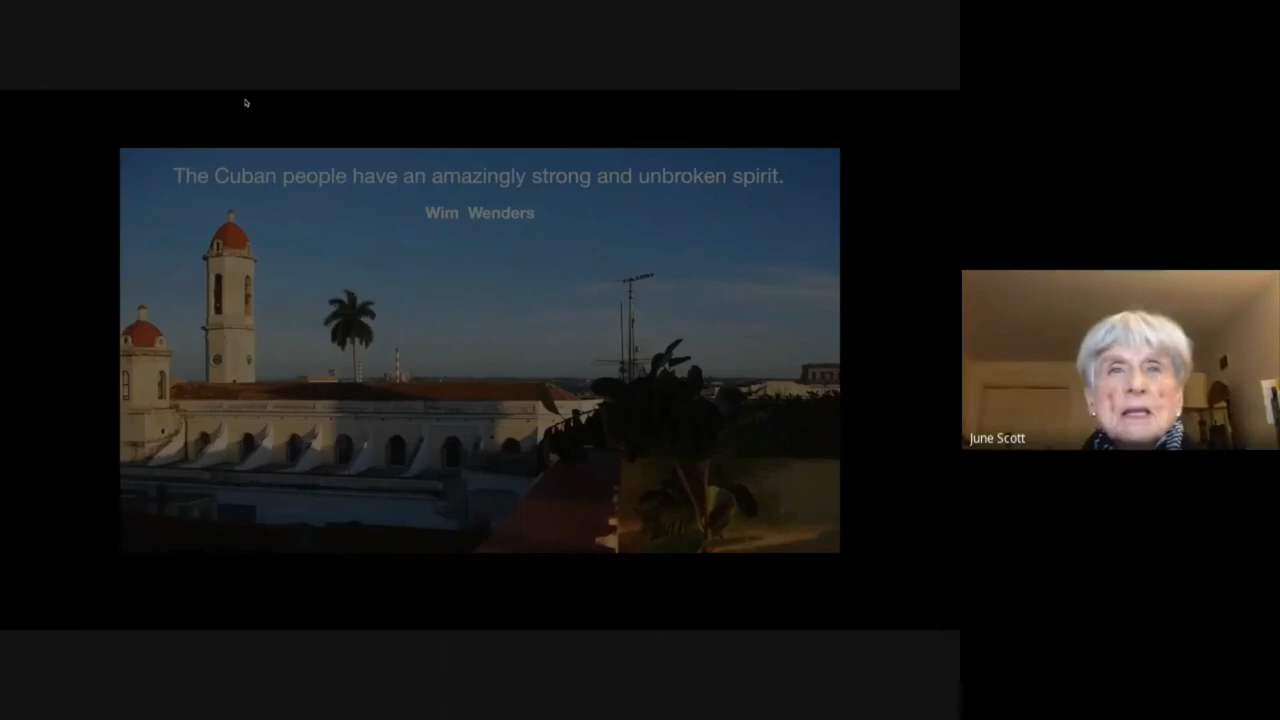 The Cuban people have an amazingly strong and unbroken spirit.
Wim Wenders
June Scott